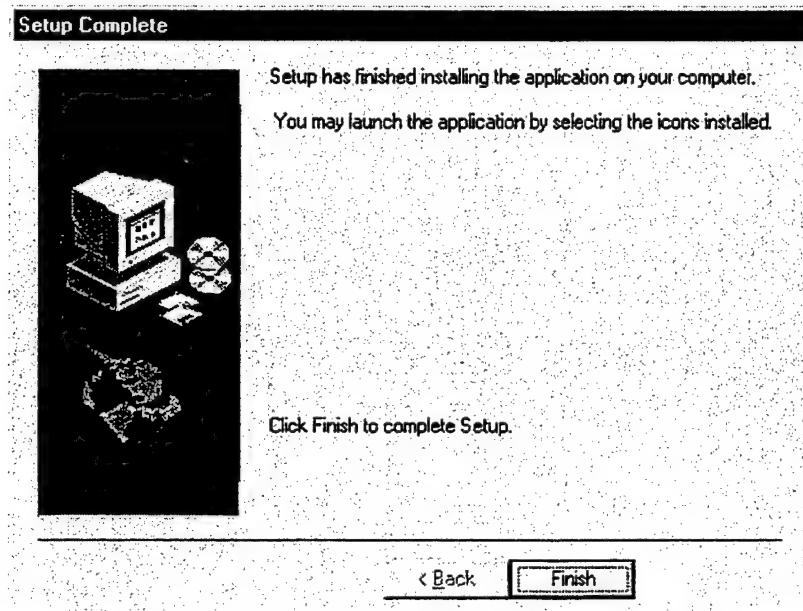 Setup Complete
Setup has finished installing the application on your computer.
You may launch the application by selecting the icons installed.
Click Finish to complete Setup.
< Back Finish